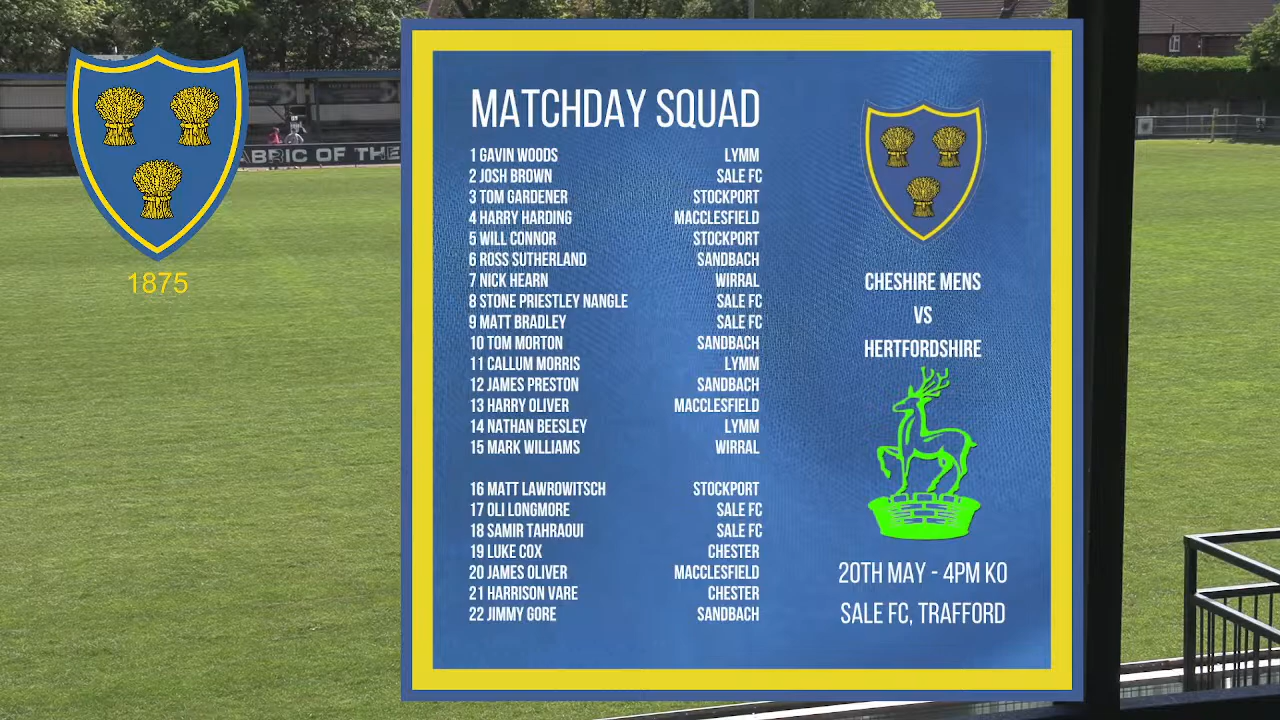 1875
ABRIC OF THE
MATCHDAY SQUAD
1 GAVIN WOODS LYMM
2 JOSH BROWN SALE FC
3 TOM GARDENER STOCKPORT
4 HARRY HARDING MACCLESFIELD
5 WILL CONNOR STOCKPORT
6 ROSS SUTHERLAND SANDBACH
7 NICK HEARN WIRRAL
8 STONE PRIESTLEY NANGLE SALE FC
9 MATT BRADLEY SALE FC
10 TOM MORTON SANDBACH
11 CALLUM MORRIS LYMM
12 JAMES PRESTON SANDBACH
13 HARRY OLIVER MACCLESFIELD
14 NATHAN BEESLEY LYMM
15 MARK WILLIAMS WIRRAL
16 MATT LAWROWITSCH STOCKPORT
17 OLI LONGMORE SALE FC
18 SAMIR TAHRAOUI SALE FC
19 LUKE COX CHESTER
20 JAMES OLIVER MACCLESFIELD
21 HARRISON VARE CHESTER
22 JIMMY GORE SANDBACH
CHESHIRE MENS
VS
HERTFORDSHIRE
20TH MAY - 4PM KO
SALE FC, TRAFFORD